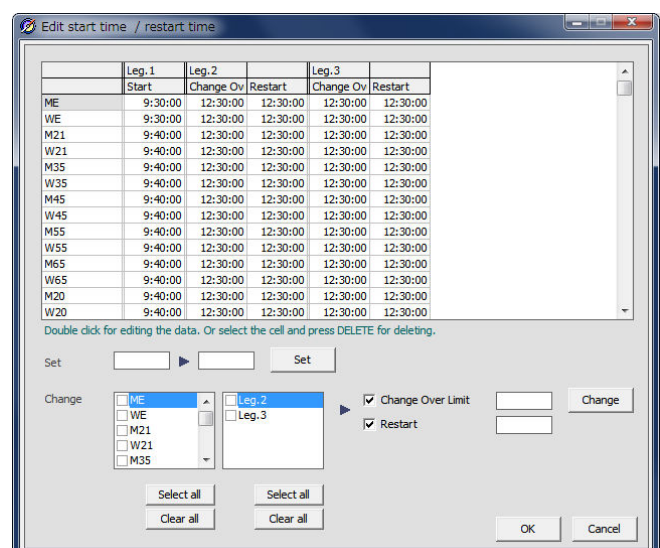 Edit start time / restart time
Leg.1 Leg.2 Leg.3
Start Change Ov Restart Change Ov Restart
ME 9:30:00 12:30:00 12:30:00 12:30:00 12:30:00
WE 9:30:00 12:30:00 12:30:00 12:30:00 12:30:00
M21 9:40:00 12:30:00 12:30:00 12:30:00 12:30:00
W21 9:40:00 12:30:00 12:30:00 12:30:00 12:30:00
M35 9:40:00 12:30:00 12:30:00 12:30:00 12:30:00
W35 9:40:00 12:30:00 12:30:00 12:30:00 12:30:00
M45 9:40:00 12:30:00 12:30:00 12:30:00 12:30:00
W45 9:40:00 12:30:00 12:30:00 12:30:00 12:30:00
M55 9:40:00 12:30:00 12:30:00 12:30:00 12:30:00
W55 9:40:00 12:30:00 12:30:00 12:30:00 12:30:00
M65 9:40:00 12:30:00 12:30:00 12:30:00 12:30:00
W65 9:40:00 12:30:00 12:30:00 12:30:00 12:30:00
M20 9:40:00 12:30:00 12:30:00 12:30:00 12:30:00
W20 9:40:00 12:30:00 12:30:00 12:30:00 12:30:00
Double click for editing the data. Or select the cell and press DELETE for deleting.
Set Set
Change ME Leg.2 Change Over Limit Change
WE Leg.3
M21 Restart
W21
M35
Select all Select all
Clear all Clear all
OK Cancel